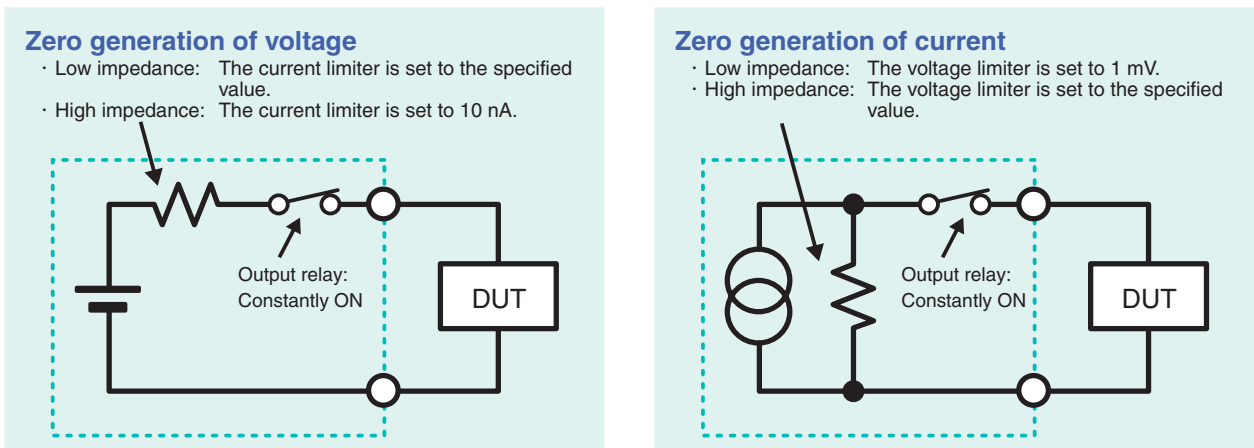 Zero generation of voltage
· Low impedance: The current limiter is set to the specified
value.
· High impedance: The current limiter is set to 10 nA.
Output relay:
Constantly ON
DUT
Zero generation of current
· Low impedance: The voltage limiter is set to 1 mV.
· High impedance: The voltage limiter is set to the specified
value.
Output relay:
Constantly ON
DUT